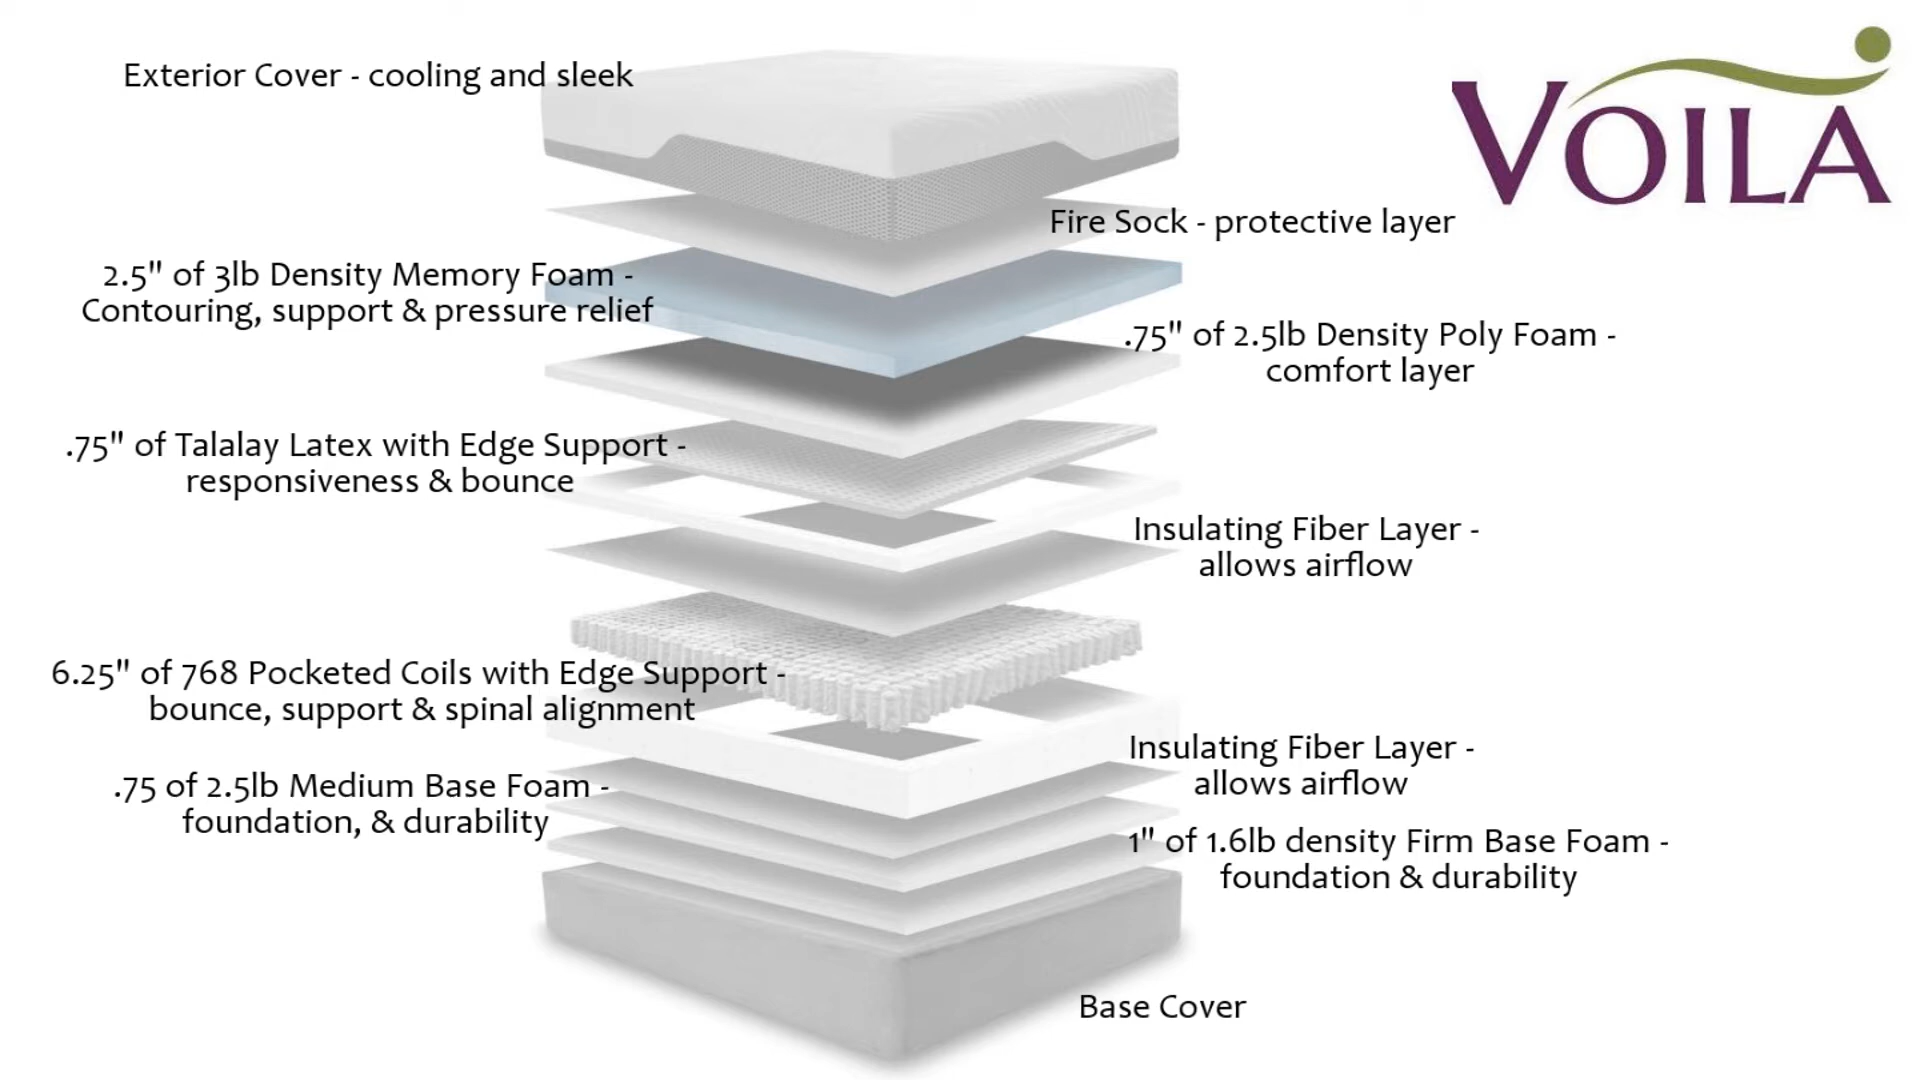 VOILA
Exterior Cover - cooling and sleek
Fire Sock - protective layer
2.5" of 3lb Density Memory Foam -
Contouring, support & pressure relief
.75" of 2.5lb Density Poly Foam -
comfort layer
.75" of Talalay Latex with Edge Support -
responsiveness & bounce
Insulating Fiber Layer -
allows airflow
6.25" of 768 Pocketed Coils with Edge Support -
bounce, support & spinal alignment
Insulating Fiber Layer -
allows airflow
.75 of 2.5lb Medium Base Foam -
foundation, & durability
1" of 1.6lb density Firm Base Foam -
foundation & durability
Base Cover